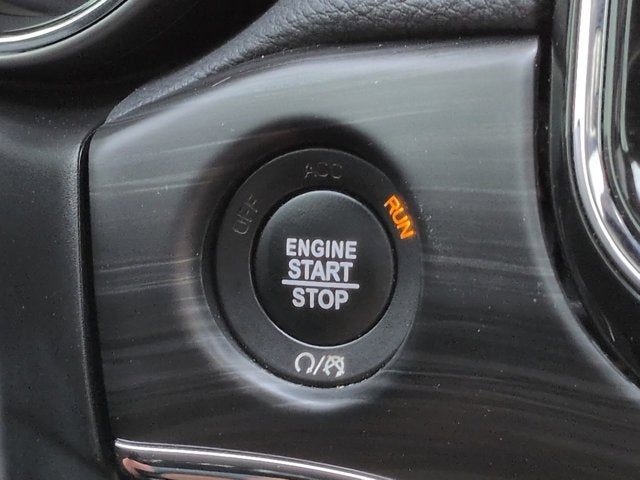 ACC
OFF
RUN
ENGINE
START
STOP